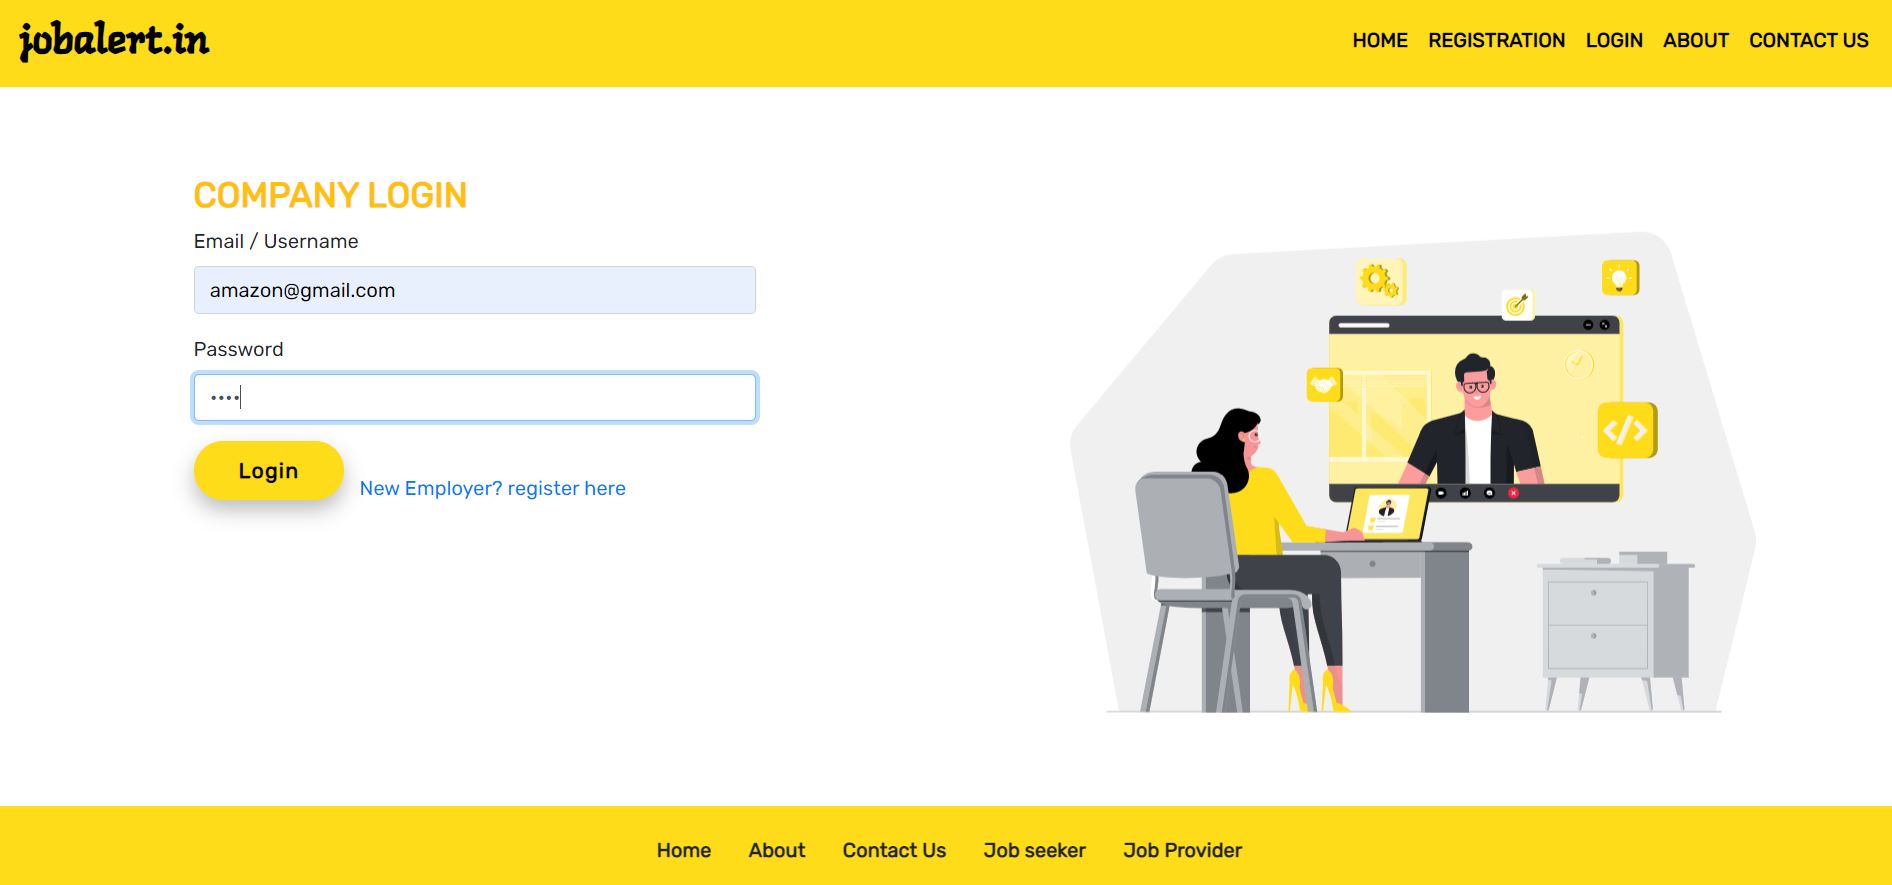 jobalert.in
HOME REGISTRATION LOGIN ABOUT CONTACT US
COMPANY LOGIN
Email / Username
amazon@gmail.com
Password
••••
Login
New Employer? register here
</>
Home About Contact Us Job seeker Job Provider